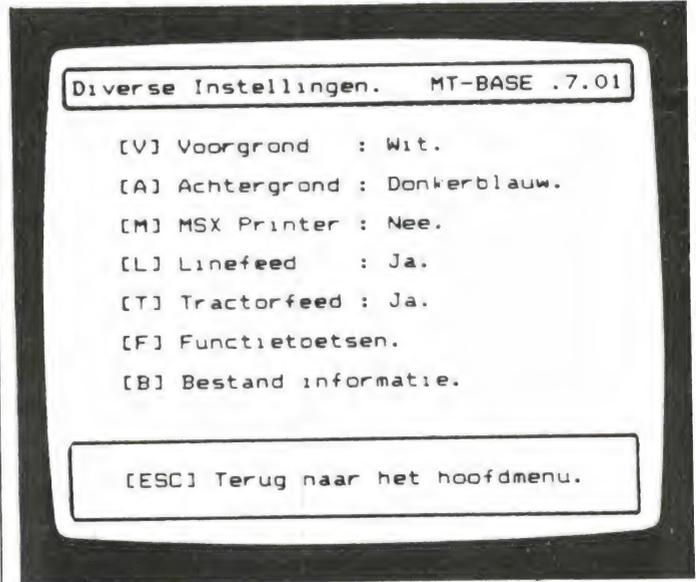 Diverse Instellingen. MT-BASE .7.01
[V] Voorgrond : Wit.
[A] Achtergrond : Donkerblauw.
[M] MSX Printer : Nee.
[L] Linefeed : Ja.
[T] Tractorfeed : Ja.
[F] Functietoetsen.
[B] Bestand informatie.
[ESC] Terug naar het hoofdmenu.